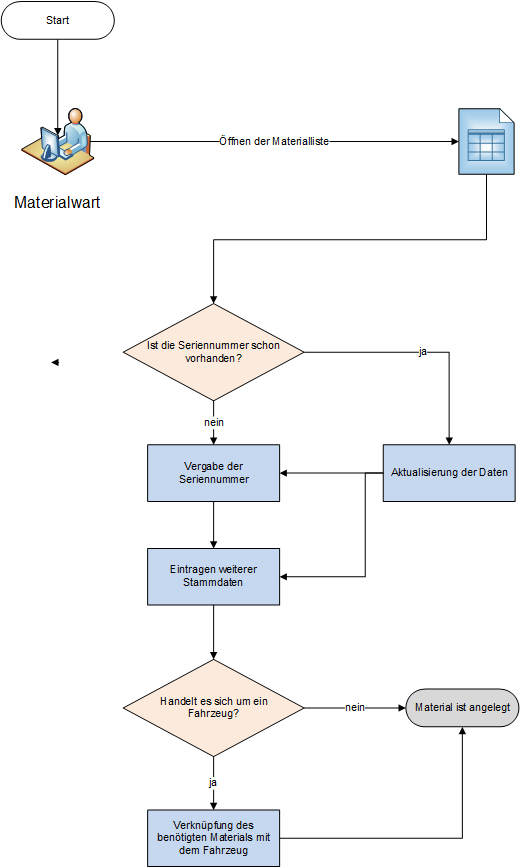 Start
Öffnen der Materialliste
Materialwart
Ist die Seriennummer schon
vorhanden?
ja
nein
Vergabe der
Seriennummer
Aktualisierung der Daten
Eintragen weiterer
Stammdaten
Handelt es sich um ein
Fahrzeug?
nein
Material ist angelegt
ja
Verknüpfung des
benötigten Materials mit
dem Fahrzeug